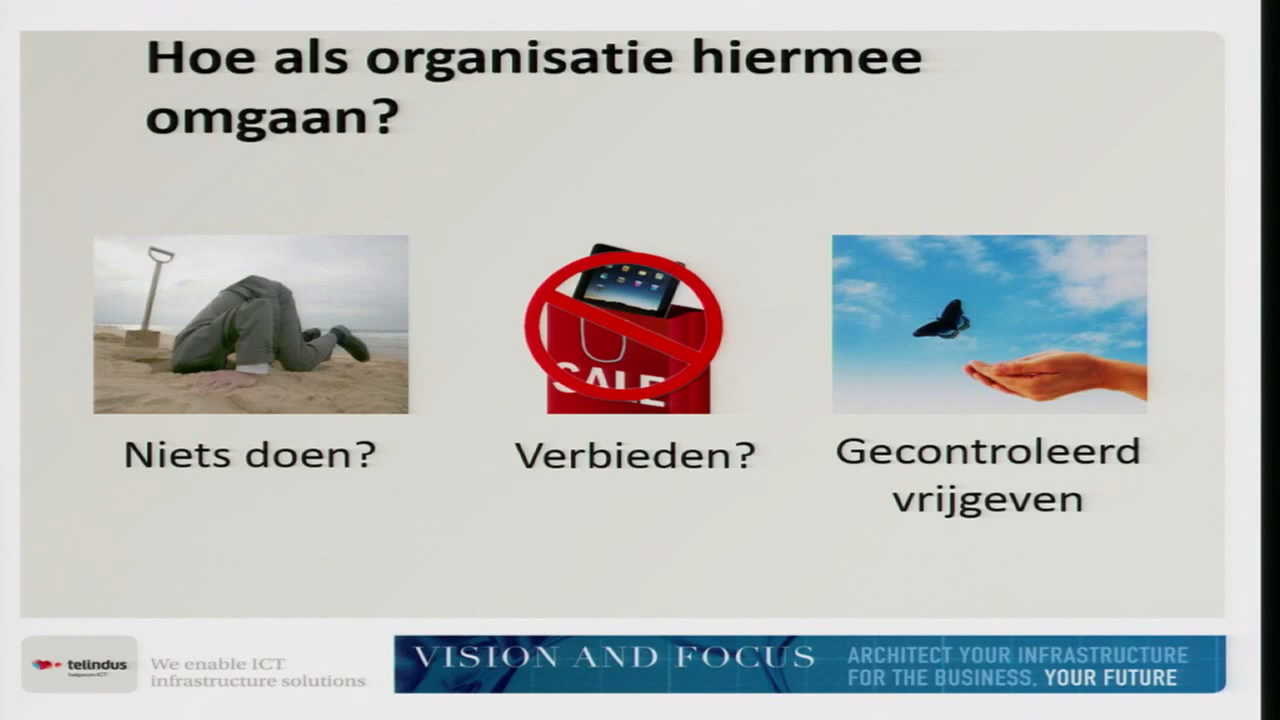 Hoe als organisatie hiermee
omgaan?
SALE
Niets doen?
Verbieden?
Gecontroleerd
vrijgeven
telindus
We enable ICT
infrastructure solutions
VISION AND FOCUS
ARCHITECT YOUR INFRASTRUCTURE
FOR THE BUSINESS. YOUR FUTURE